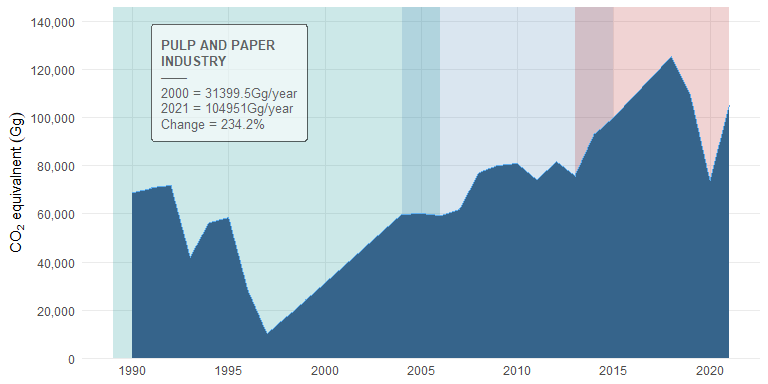 140,000
120,000
100,000
80,000
60,000
40,000
20,000
0
CO2 equivalnent (Gg)
PULP AND PAPER
INDUSTRY
2000 = 31399.5Gg/year
2021 = 104951Gg/year
Change = 234.2%
1990 1995 2000 2005 2010 2015 2020